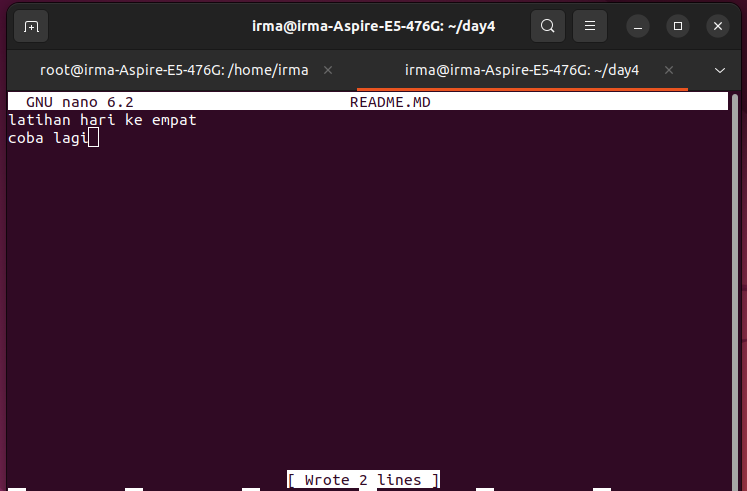 irma@irma-Aspire-E5-476G: ~/day4
root@irma-Aspire-E5-476G: /home/irma
irma@irma-Aspire-E5-476G: ~/day4
GNU nano 6.2 README.MD
latihan hari ke empat
coba lagi
[ Wrote 2 lines ]